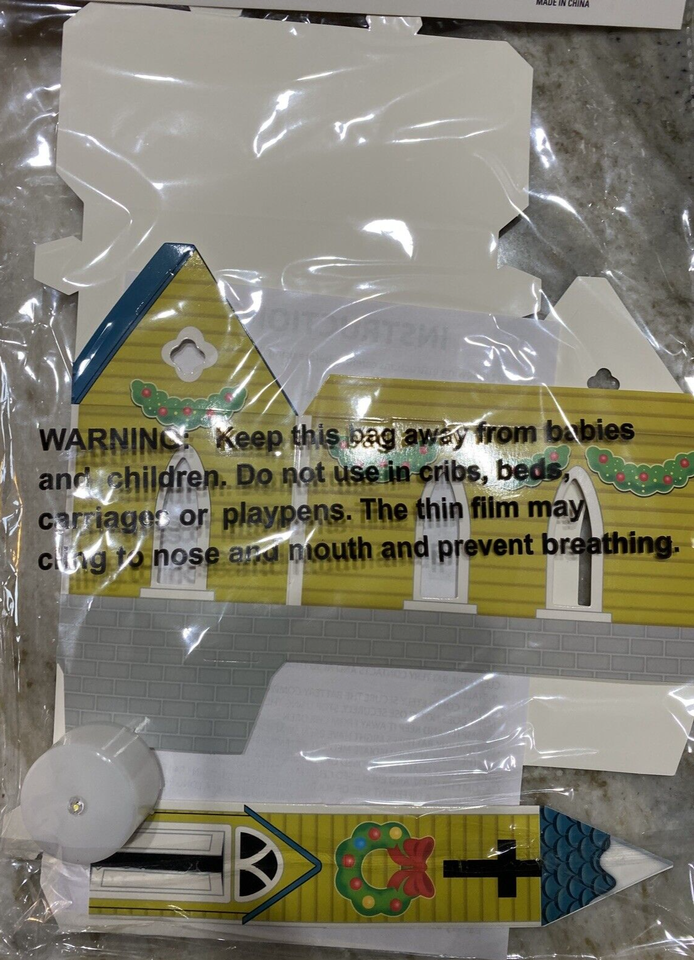 MADE IN CHINA
INSTRUCTION
WARNING: Keep this bag away from babies
and children. Do not use in cribs, beds,
carriages or playpens. The thin film may
cling to nose and mouth and prevent breathing.